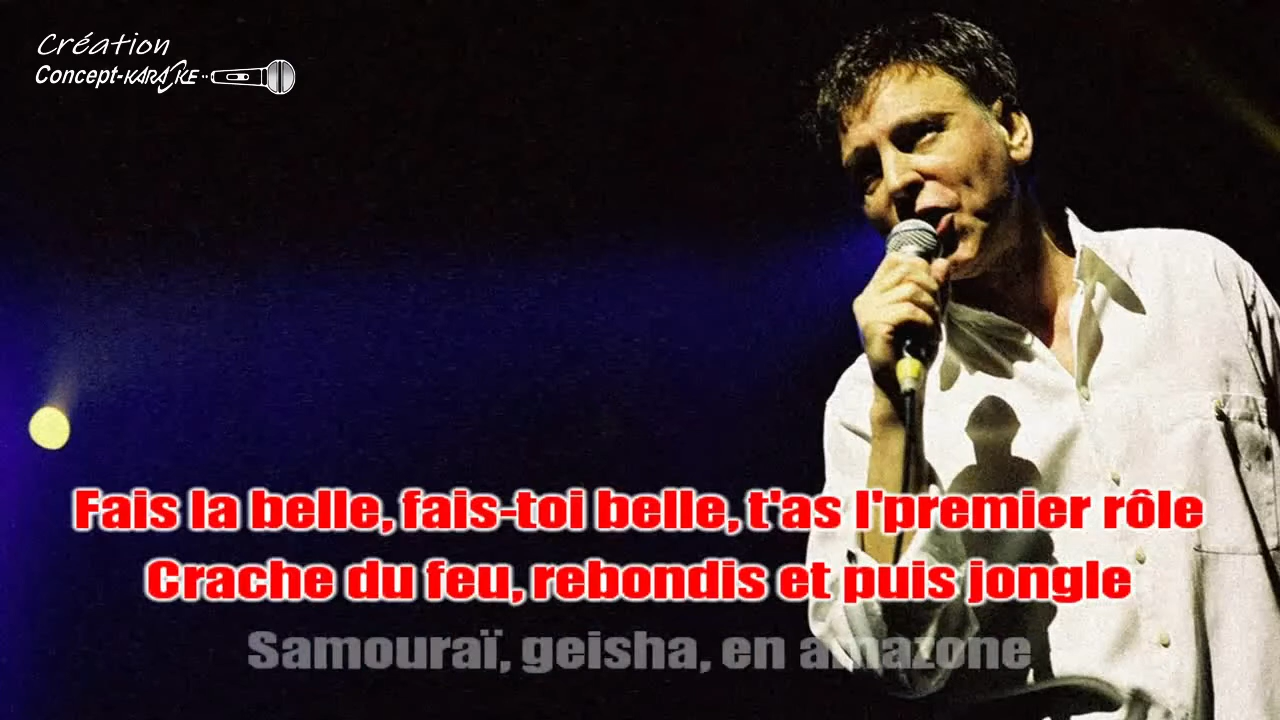 Création
Concept-KARAOKE
Fais la belle, fais-toi belle, t'as l'premier rôle
Crache du feu, rebondis et puis jongle
Samouraï, geisha, en amazone